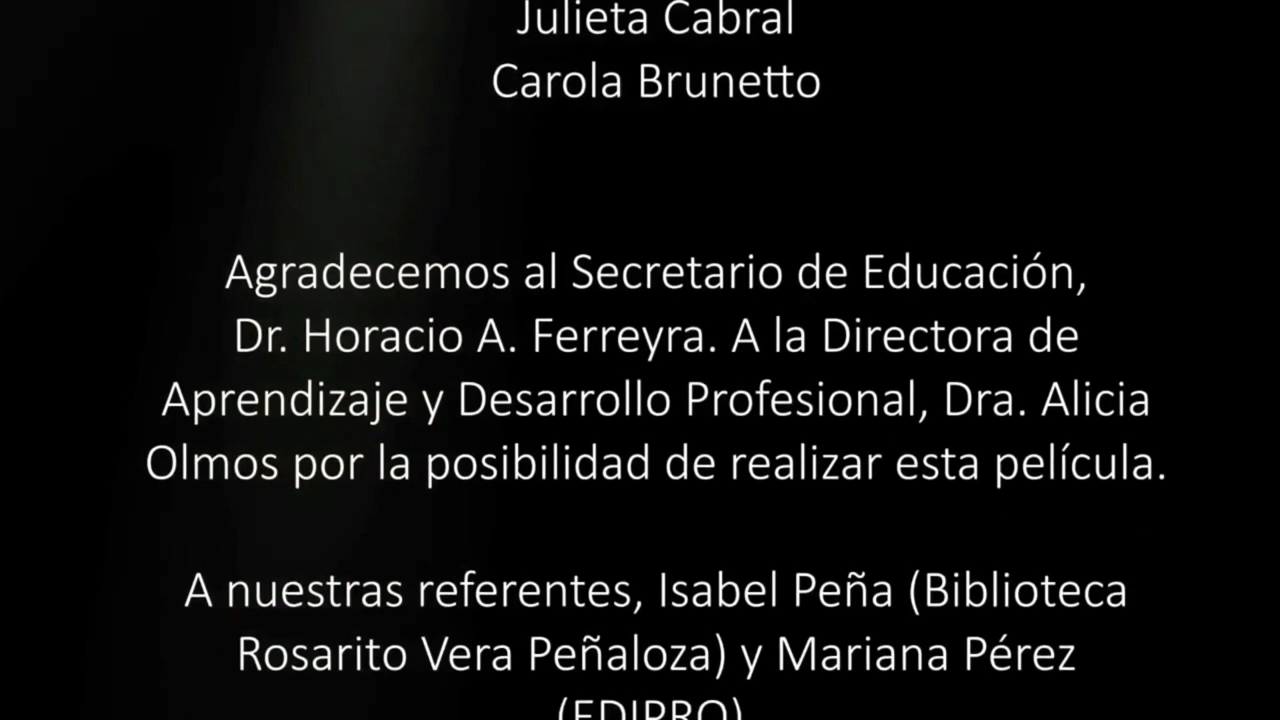 Julieta Cabral
Carola Brunetto
Agradecemos al Secretario de Educación,
Dr. Horacio A. Ferreyra. A la Directora de
Aprendizaje y Desarrollo Profesional, Dra. Alicia
Olmos por la posibilidad de realizar esta película.
A nuestras referentes, Isabel Peña (Biblioteca
Rosarito Vera Peñaloza) y Mariana Pérez
(EDIPRO)